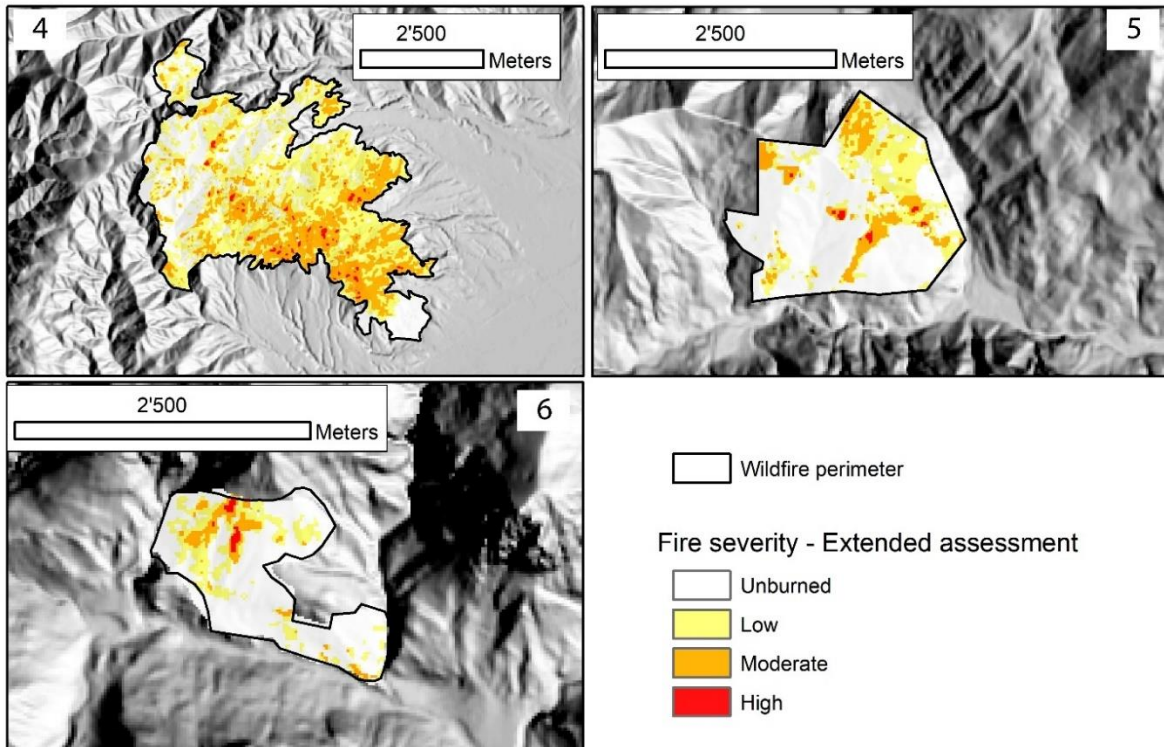 4
2'500
Meters
2'500
Meters
5
2'500
Meters
6
Wildfire perimeter
Fire severity - Extended assessment
Unburned
Low
Moderate
High